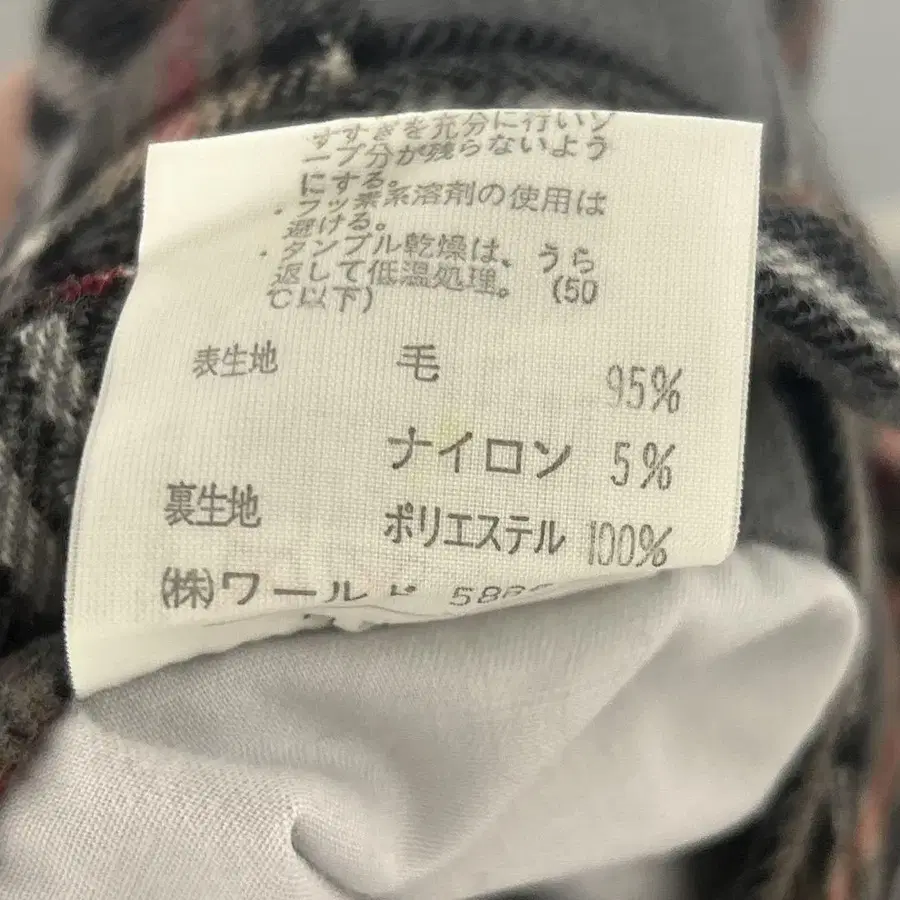 すすぎを充分に行いソ
ープ分が残らないよう
にする。
・フッ素系溶剤の使用は
避ける。
・タンブル乾燥は、うら
返して低温処理。(50
℃以下)
表生地 毛 95%
ナイロン 5%
裏生地 ポリエステル 100%
(株)ワールド